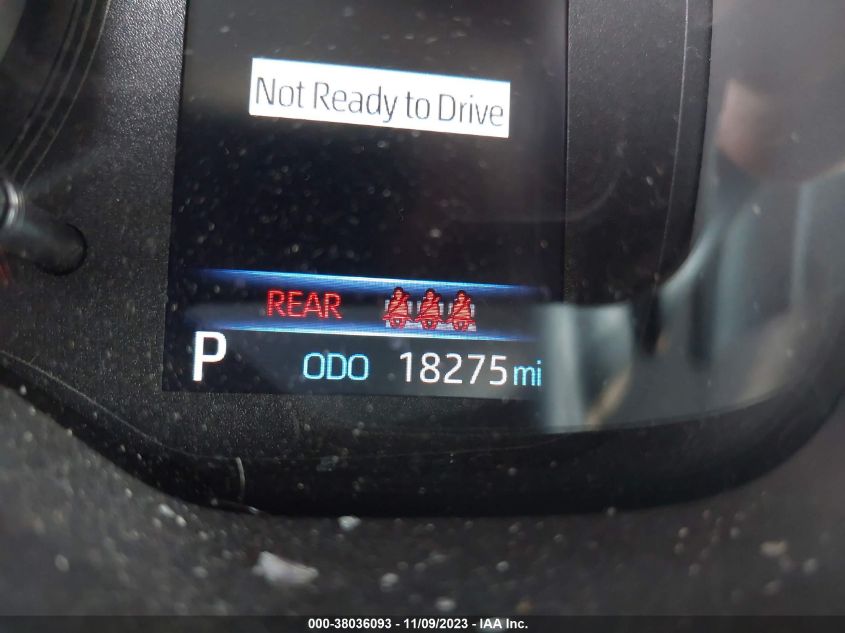 Not Ready to Drive
REAR
P ODO 18275 mi
000-38036093 - 11/09/2023 - IAA Inc.